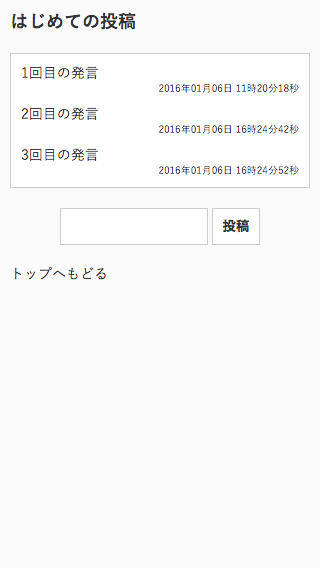 はじめての投稿
1回目の発言
2016年01月06日 11時20分18秒
2回目の発言
2016年01月06日 16時24分42秒
3回目の発言
2016年01月06日 16時24分52秒
投稿
トップへもどる